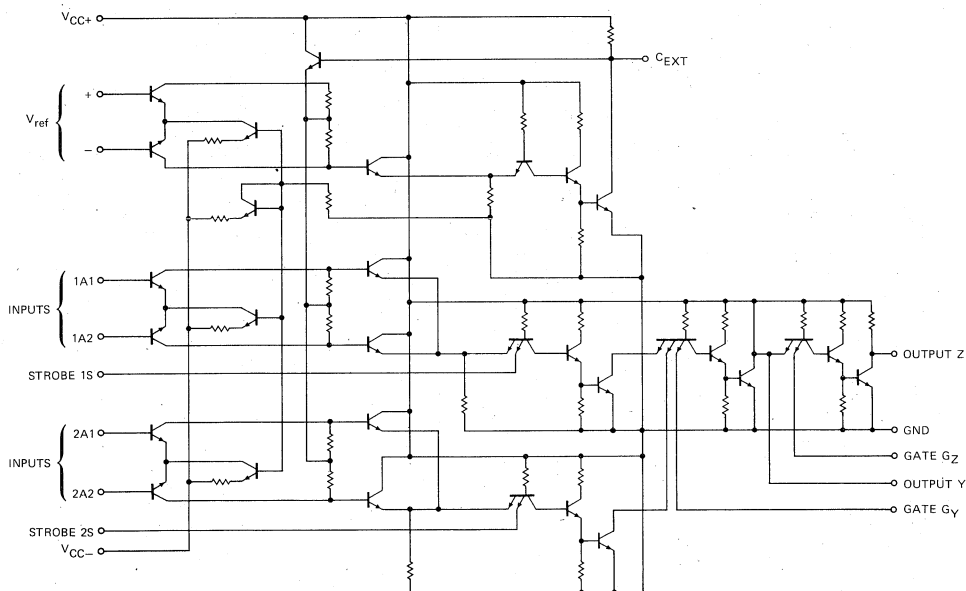 VCC+
CEXT
+
Vref
−
1A1
INPUTS
1A2
OUTPUT Z
STROBE 1S
2A1
GND
INPUTS
GATE GZ
2A2
OUTPUT Y
GATE GY
STROBE 2S
VCC−